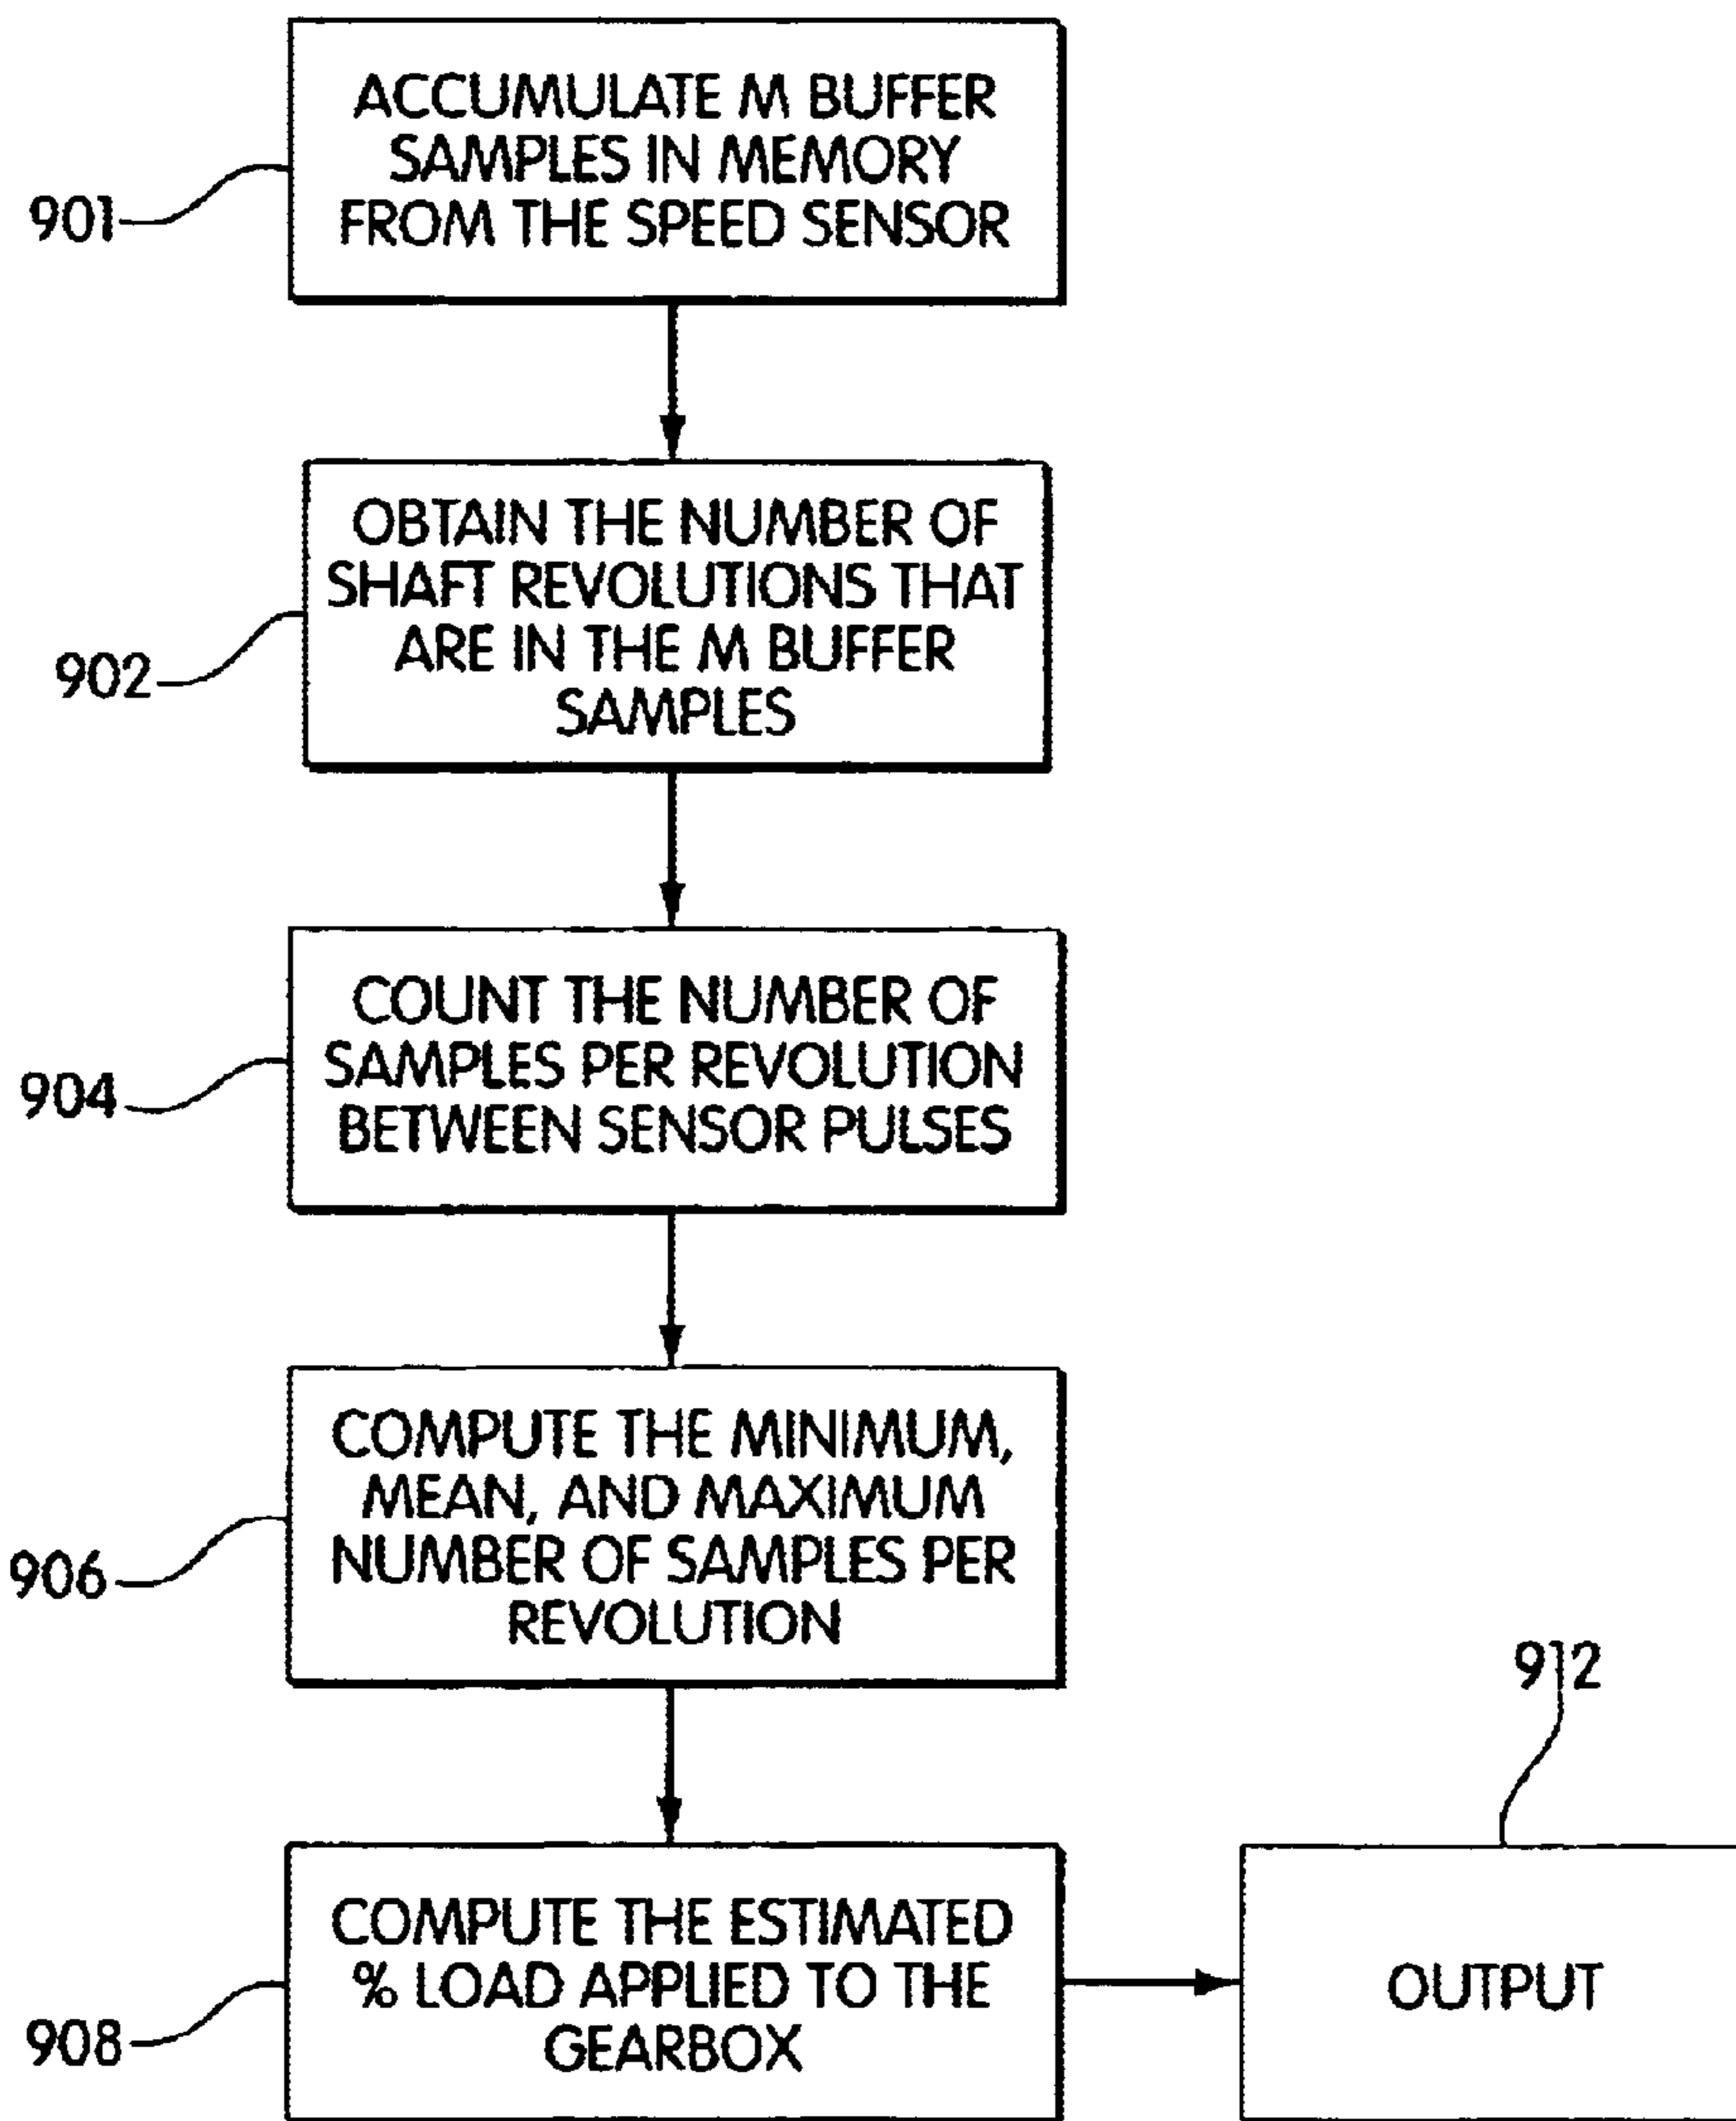 ACCUMULATE M BUFFER
SAMPLES IN MEMORY
FROM THE SPEED SENSOR
901
OBTAIN THE NUMBER OF
SHAFT REVOLUTIONS THAT
ARE IN THE M BUFFER
SAMPLES
902
COUNT THE NUMBER OF
SAMPLES PER REVOLUTION
BETWEEN SENSOR PULSES
904
COMPUTE THE MINIMUM,
MEAN, AND MAXIMUM
NUMBER OF SAMPLES PER
REVOLUTION
906
912
COMPUTE THE ESTIMATED
% LOAD APPLIED TO THE
GEARBOX
908
OUTPUT